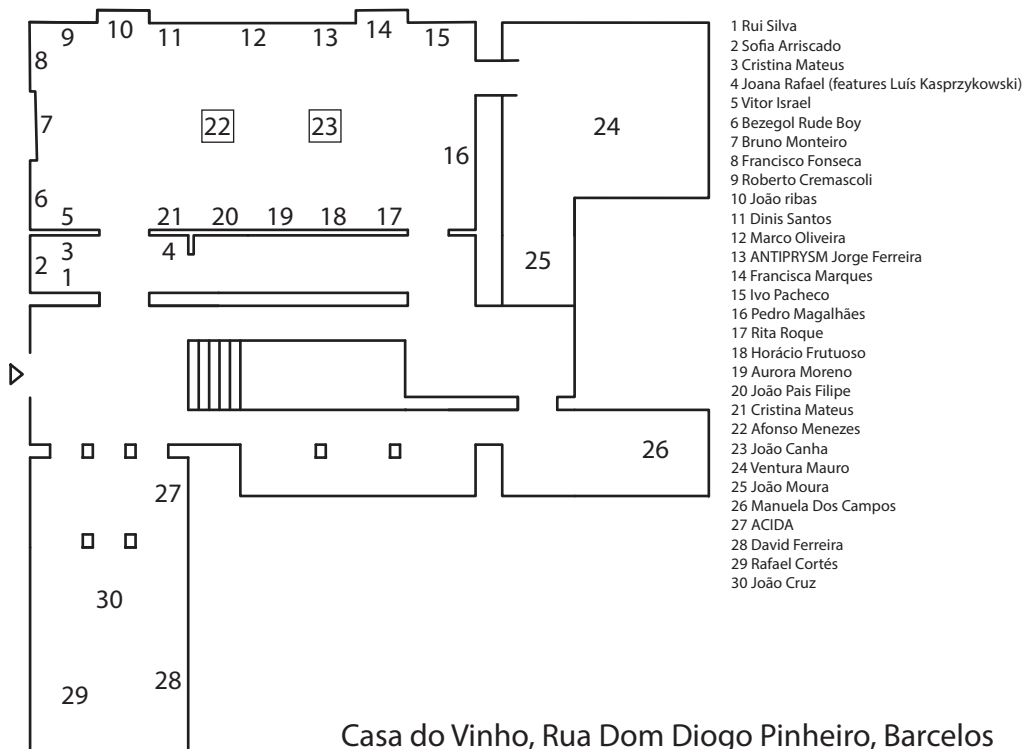 9
10
11
12
13
14
15
8
7
22
23
24
16
6
5
21
20
19
18
17
3
4
2
1
25
26
27
30
29
28
1 Rui Silva
2 Sofia Arriscado
3 Cristina Mateus
4 Joana Rafael (features Luís Kasprzykowski)
5 Vitor Israel
6 Bezegol Rude Boy
7 Bruno Monteiro
8 Francisco Fonseca
9 Roberto Cremascoli
10 João ribas
11 Dinis Santos
12 Marco Oliveira
13 ANTIPRYSM Jorge Ferreira
14 Francisca Marques
15 Ivo Pacheco
16 Pedro Magalhães
17 Rita Roque
18 Horácio Frutuoso
19 Aurora Moreno
20 João Pais Filipe
21 Cristina Mateus
22 Afonso Menezes
23 João Canha
24 Ventura Mauro
25 João Moura
26 Manuela Dos Campos
27 ACIDA
28 David Ferreira
29 Rafael Cortés
30 João Cruz
Casa do Vinho, Rua Dom Diogo Pinheiro, Barcelos